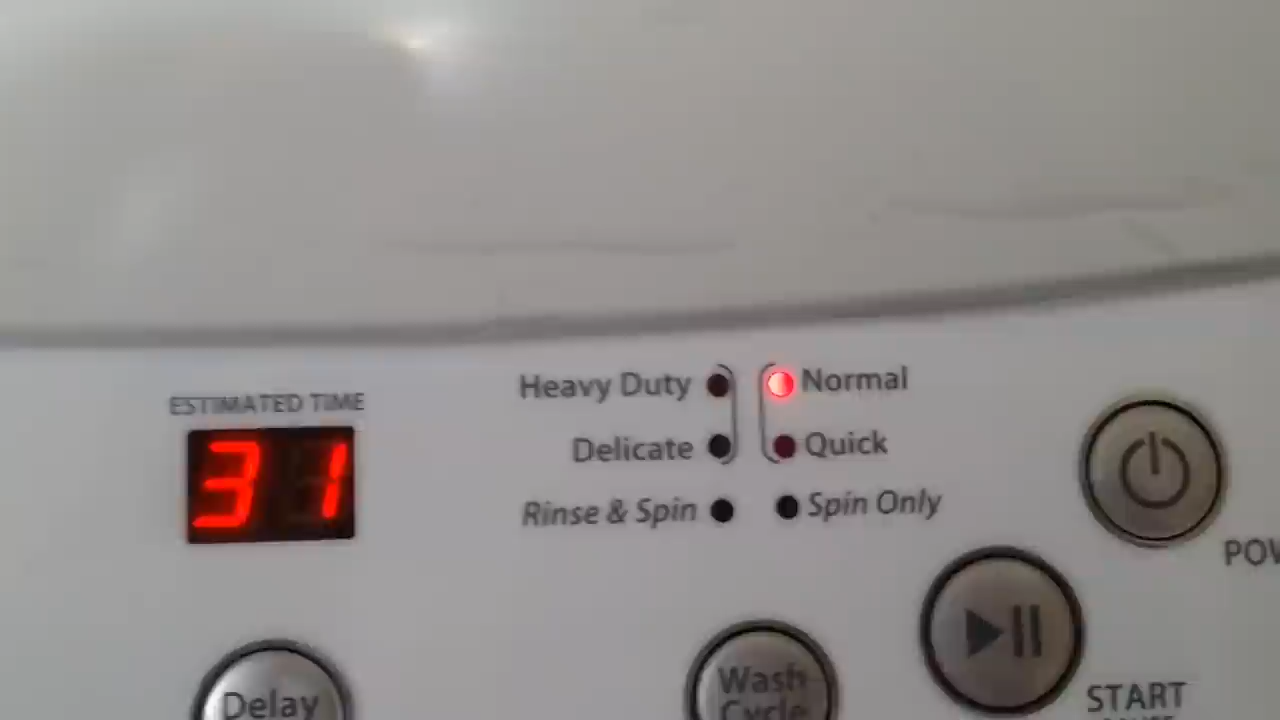 ESTIMATED TIME
31
Heavy Duty
Normal
Delicate
Quick
Rinse & Spin
Spin Only
Delay
Wash
Cycle
START